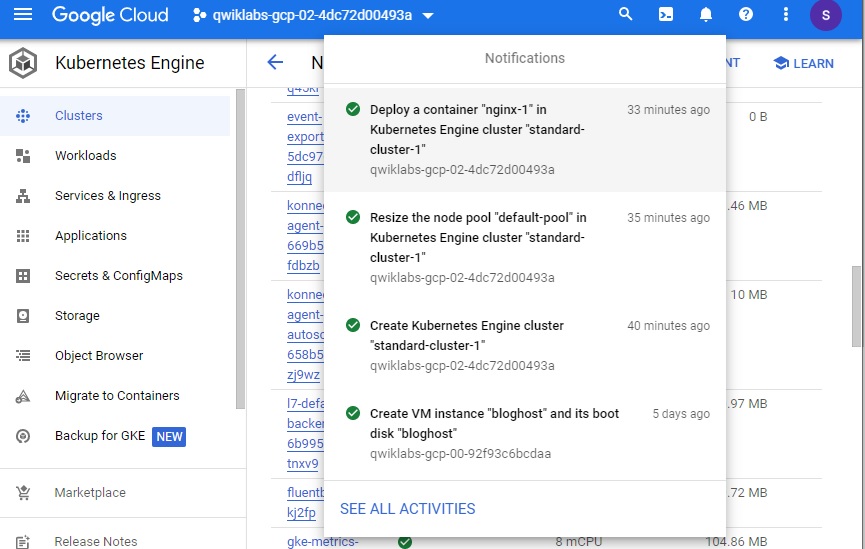 Google Cloud
qwiklabs-gcp-02-4dc72d00493a
S
Kubernetes Engine
Clusters
Workloads
Services & Ingress
Applications
Secrets & ConfigMaps
Storage
Object Browser
Migrate to Containers
Backup for GKE NEW
Marketplace
Release Notes
N
NT
LEARN
event-
export
5dc97
dfljq
0 B
konne
agent-
669b5
fdbzb
.46 MB
konne
agent-
autosc
658b5
zj9wz
10 MB
l7-defa
backe
6b995
tnxv9
.97 MB
fluentb
kj2fp
.72 MB
gke-metrics-
8 mCPU
104.86 MB
Notifications
Deploy a container "nginx-1" in
Kubernetes Engine cluster "standard-
cluster-1"
qwiklabs-gcp-02-4dc72d00493a
33 minutes ago
Resize the node pool "default-pool" in
Kubernetes Engine cluster "standard-
cluster-1"
qwiklabs-gcp-02-4dc72d00493a
35 minutes ago
Create Kubernetes Engine cluster
"standard-cluster-1"
qwiklabs-gcp-02-4dc72d00493a
40 minutes ago
Create VM instance "bloghost" and its boot
disk "bloghost"
qwiklabs-gcp-00-92f93c6bcdaa
5 days ago
SEE ALL ACTIVITIES